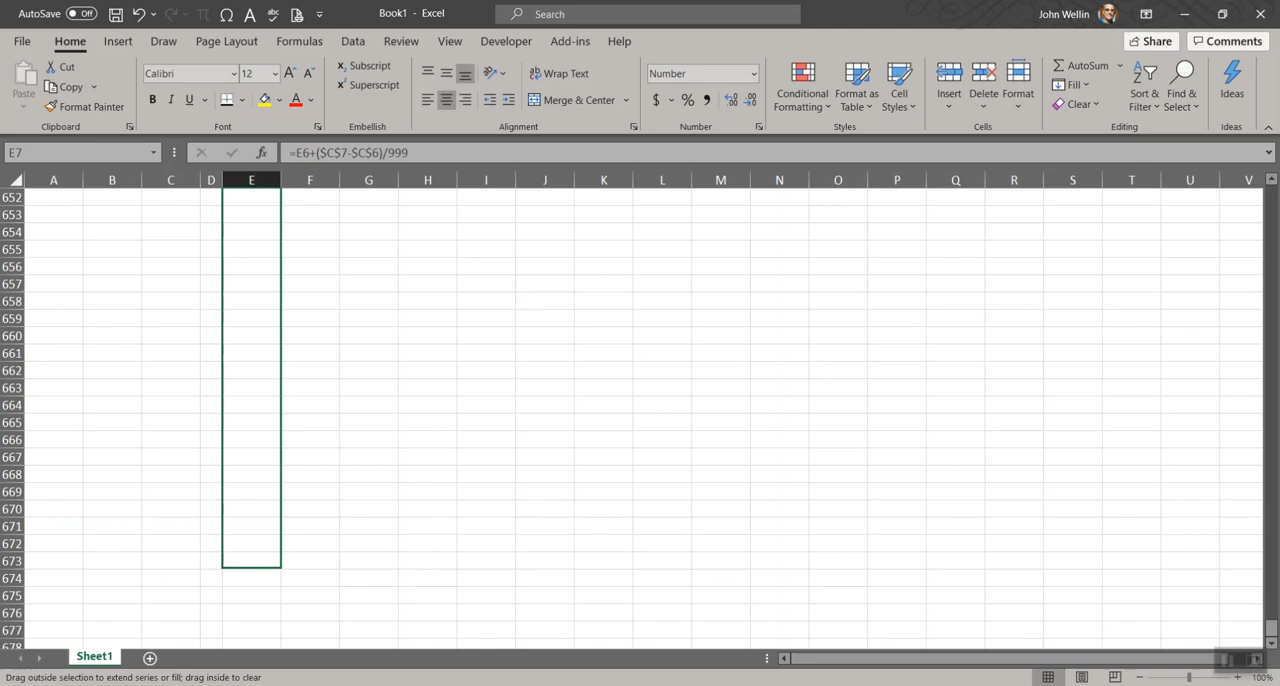 AutoSave Off Book1 - Excel Search John Wellin
File Home Insert Draw Page Layout Formulas Data Review View Developer Add-ins Help Share Comments
Paste Cut Copy Format Painter Clipboard
Calibri 12 B I U A Font
X₂ Subscript X² Superscript Embellish
Wrap Text Merge & Center Alignment
Number $ % , Number
Conditional Formatting Format as Table Cell Styles Styles
Insert Delete Format Cells
AutoSum Fill Clear Sort & Filter Find & Select Editing
Ideas Ideas
E7 fx =E6+($C$7-$C$6)/999
A B C D E F G H I J K L M N O P Q R S T U V
652
653
654
655
656
657
658
659
660
661
662
663
664
665
666
667
668
669
670
671
672
673
674
675
676
677
678
Sheet1
Drag outside selection to extend series or fill; drag inside to clear 100%